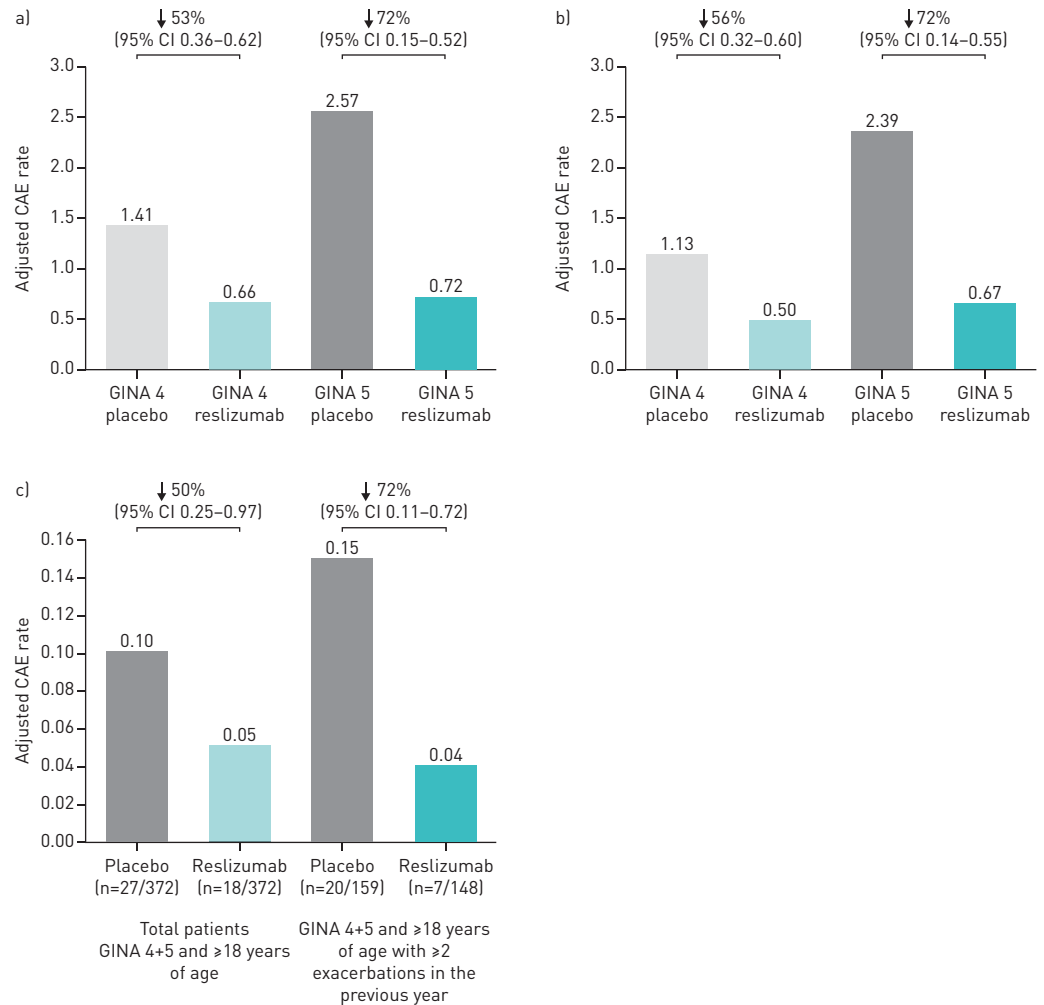 a)
↓ 53%
(95% CI 0.36–0.62)
↓ 72%
(95% CI 0.15–0.52)
Adjusted CAE rate
3.0
2.5
2.0
1.5
1.0
0.5
0.0
1.41
0.66
2.57
0.72
GINA 4
placebo
GINA 4
reslizumab
GINA 5
placebo
GINA 5
reslizumab
b)
↓ 56%
(95% CI 0.32–0.60)
↓ 72%
(95% CI 0.14–0.55)
Adjusted CAE rate
3.0
2.5
2.0
1.5
1.0
0.5
0.0
1.13
0.50
2.39
0.67
GINA 4
placebo
GINA 4
reslizumab
GINA 5
placebo
GINA 5
reslizumab
c)
↓ 50%
(95% CI 0.25–0.97)
↓ 72%
(95% CI 0.11–0.72)
Adjusted CAE rate
0.16
0.14
0.12
0.10
0.08
0.06
0.04
0.02
0.00
0.10
0.05
0.15
0.04
Placebo
(n=27/372)
Reslizumab
(n=18/372)
Placebo
(n=20/159)
Reslizumab
(n=7/148)
Total patients
GINA 4+5 and ≥18 years
of age
GINA 4+5 and ≥18 years
of age with ≥2
exacerbations in the
previous year